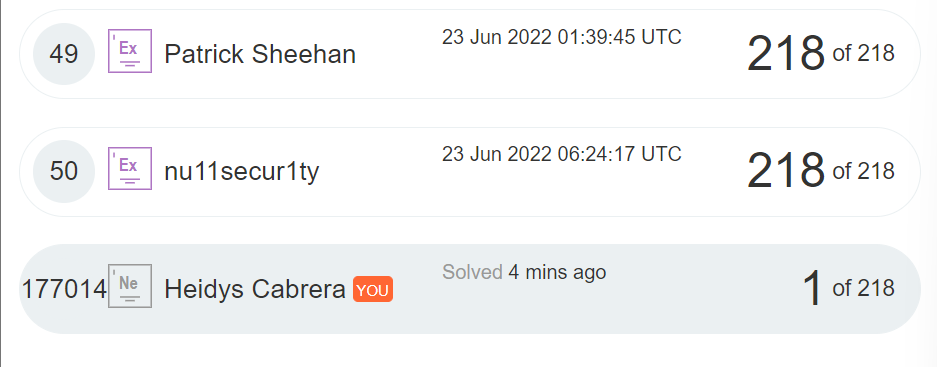 49 Ex Patrick Sheehan 23 Jun 2022 01:39:45 UTC 218 of 218
50 Ex nu11secur1ty 23 Jun 2022 06:24:17 UTC 218 of 218
177014 Ne Heidys Cabrera YOU Solved 4 mins ago 1 of 218